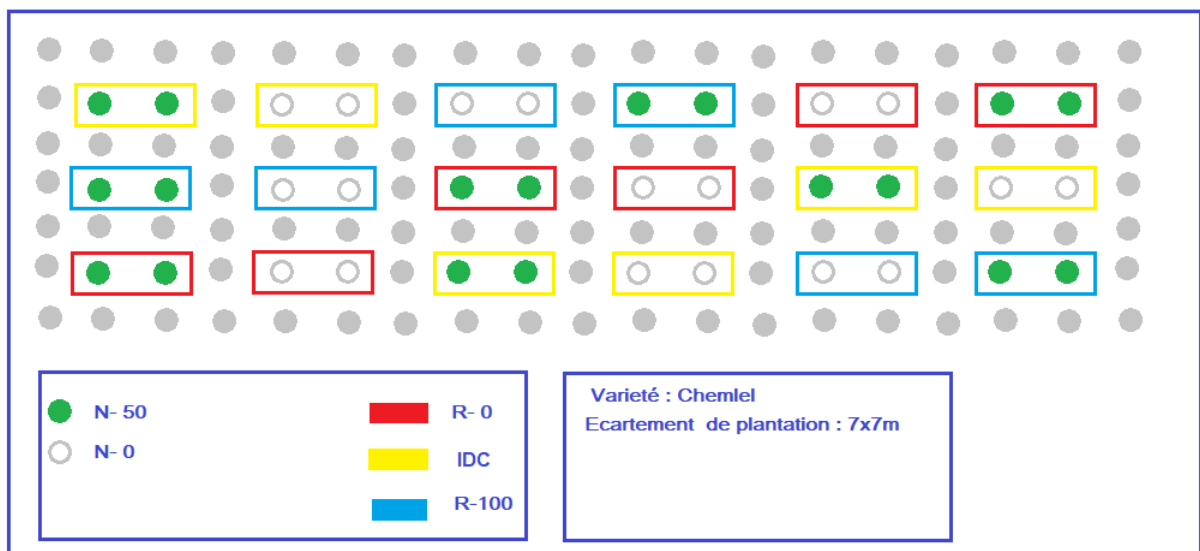 N- 50
N- 0
R- 0
IDC
R-100
Varieté : Chemlel
Ecartement de plantation : 7x7m